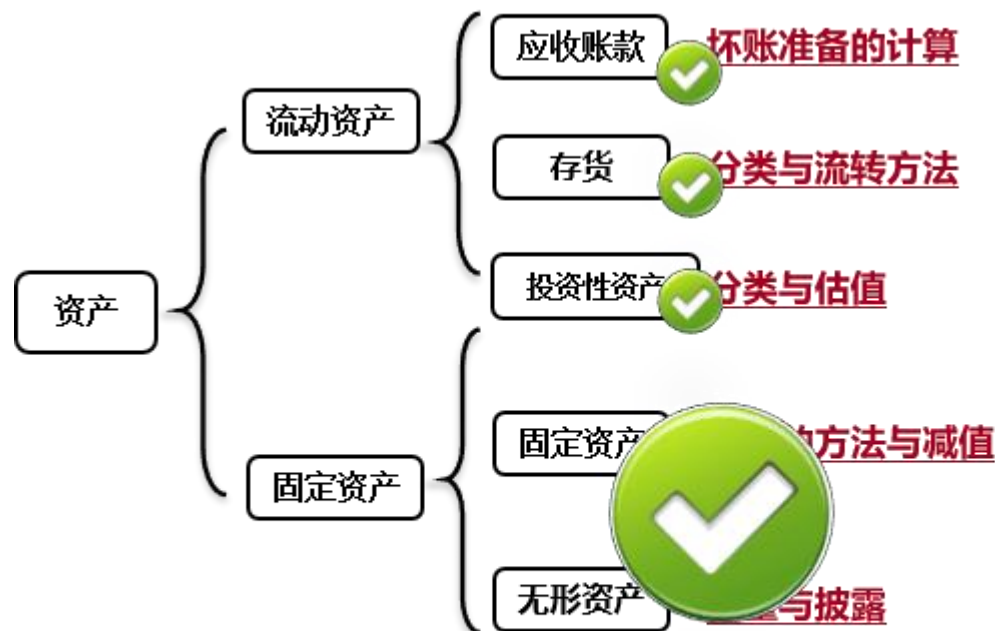 应收账款
坏账准备的计算
流动资产
存货
分类与流转方法
投资性资产
分类与估值
资产
固定资产
方法与减值
固定资产
无形资产
与披露